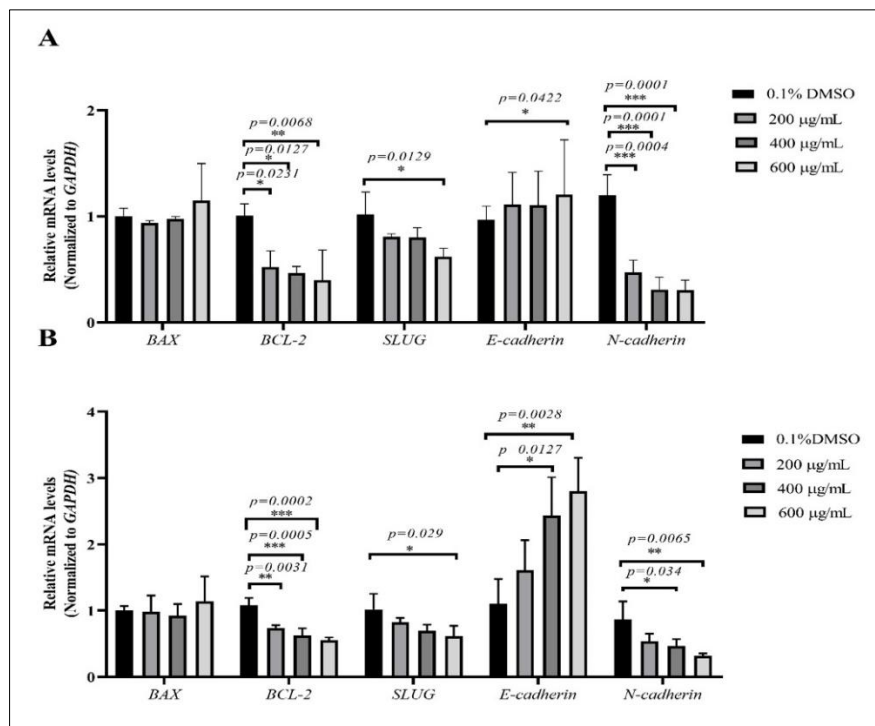 A
p=0.0001
***
p=0.0001
***
p=0.0004
***
p=0.0422
*
p=0.0068
**
p=0.0127
*
p=0.0231
*
p=0.0129
*
0.1% DMSO
200 µg/mL
400 µg/mL
600 µg/mL
Relative mRNA levels
(Normalized to GAPDH)
2
1
0
BAX
BCL-2
SLUG
E-cadherin
N-cadherin
B
p=0.0028
**
p 0.0127
*
p=0.0002
***
p=0.0005
***
p=0.0031
**
p=0.029
*
p=0.0065
**
p=0.034
*
0.1%DMSO
200 µg/mL
400 µg/mL
600 µg/mL
Relative mRNA levels
(Normalized to GAPDH)
4
3
2
1
0
BAX
BCL-2
SLUG
E-cadherin
N-cadherin